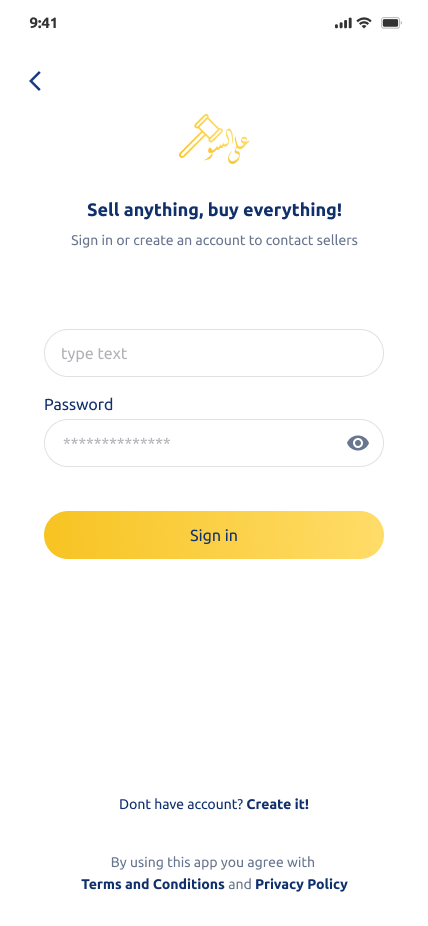 9:41
على السوم
Sell anything, buy everything!
Sign in or create an account to contact sellers
type text
Password
**************
Sign in
Dont have account? Create it!
By using this app you agree with
Terms and Conditions and Privacy Policy